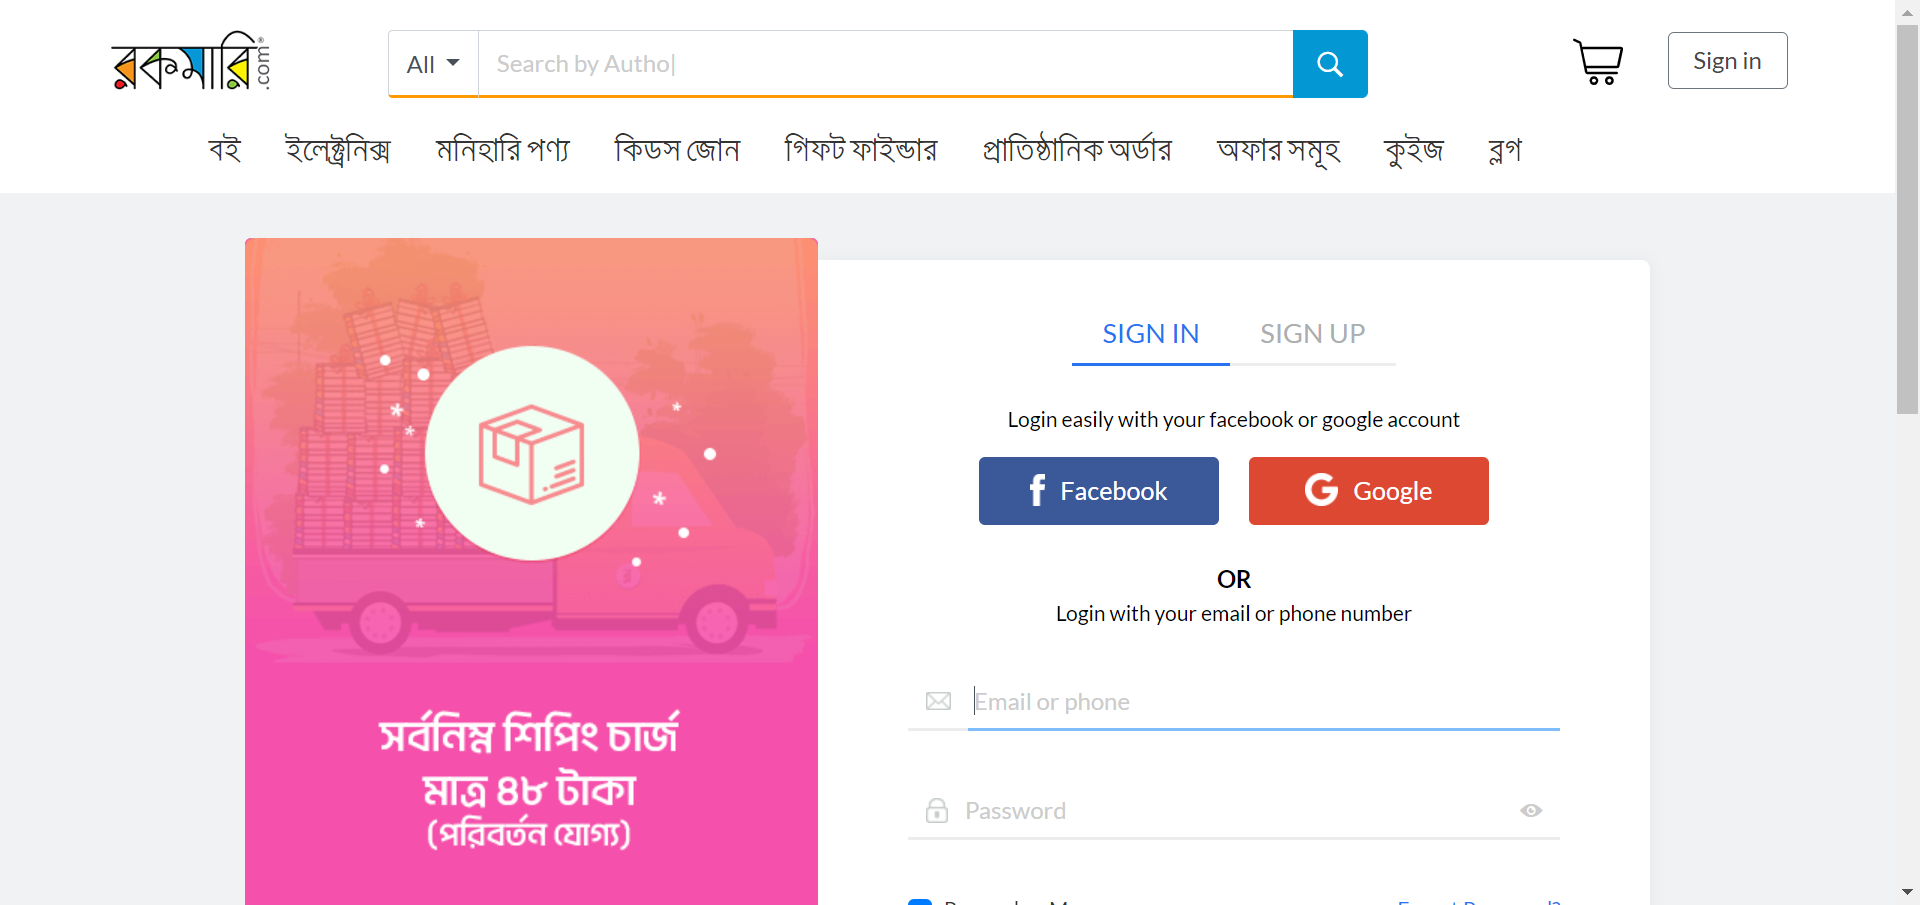 রকমারি.com
All
Search by Autho
Sign in
বই ইলেক্ট্রনিক্স মনিহারি পণ্য কিডস জোন গিফট ফাইন্ডার প্রাতিষ্ঠানিক অর্ডার অফার সমূহ কুইজ ব্লগ
সর্বনিম্ন শিপিং চার্জ
মাত্র ৪৮ টাকা
(পরিবর্তন যোগ্য)
SIGN IN SIGN UP
Login easily with your facebook or google account
Facebook Google
OR
Login with your email or phone number
Email or phone
Password